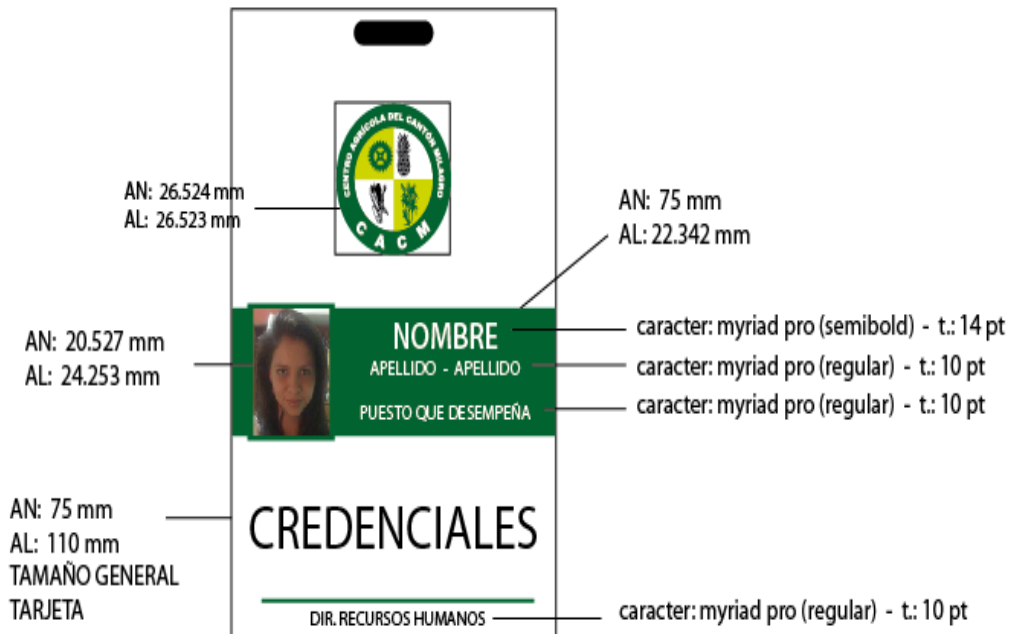 CENTRO AGRÍCOLA DEL CANTÓN MILAGRO
CACM
AN: 26.524 mm
AL: 26.523 mm
AN: 75 mm
AL: 22.342 mm
AN: 20.527 mm
AL: 24.253 mm
NOMBRE
APELLIDO - APELLIDO
PUESTO QUE DESEMPEÑA
caracter: myriad pro (semibold) - t.: 14 pt
caracter: myriad pro (regular) - t.: 10 pt
caracter: myriad pro (regular) - t.: 10 pt
AN: 75 mm
AL: 110 mm
TAMAÑO GENERAL
TARJETA
CREDENCIALES
DIR. RECURSOS HUMANOS
caracter: myriad pro (regular) - t.: 10 pt